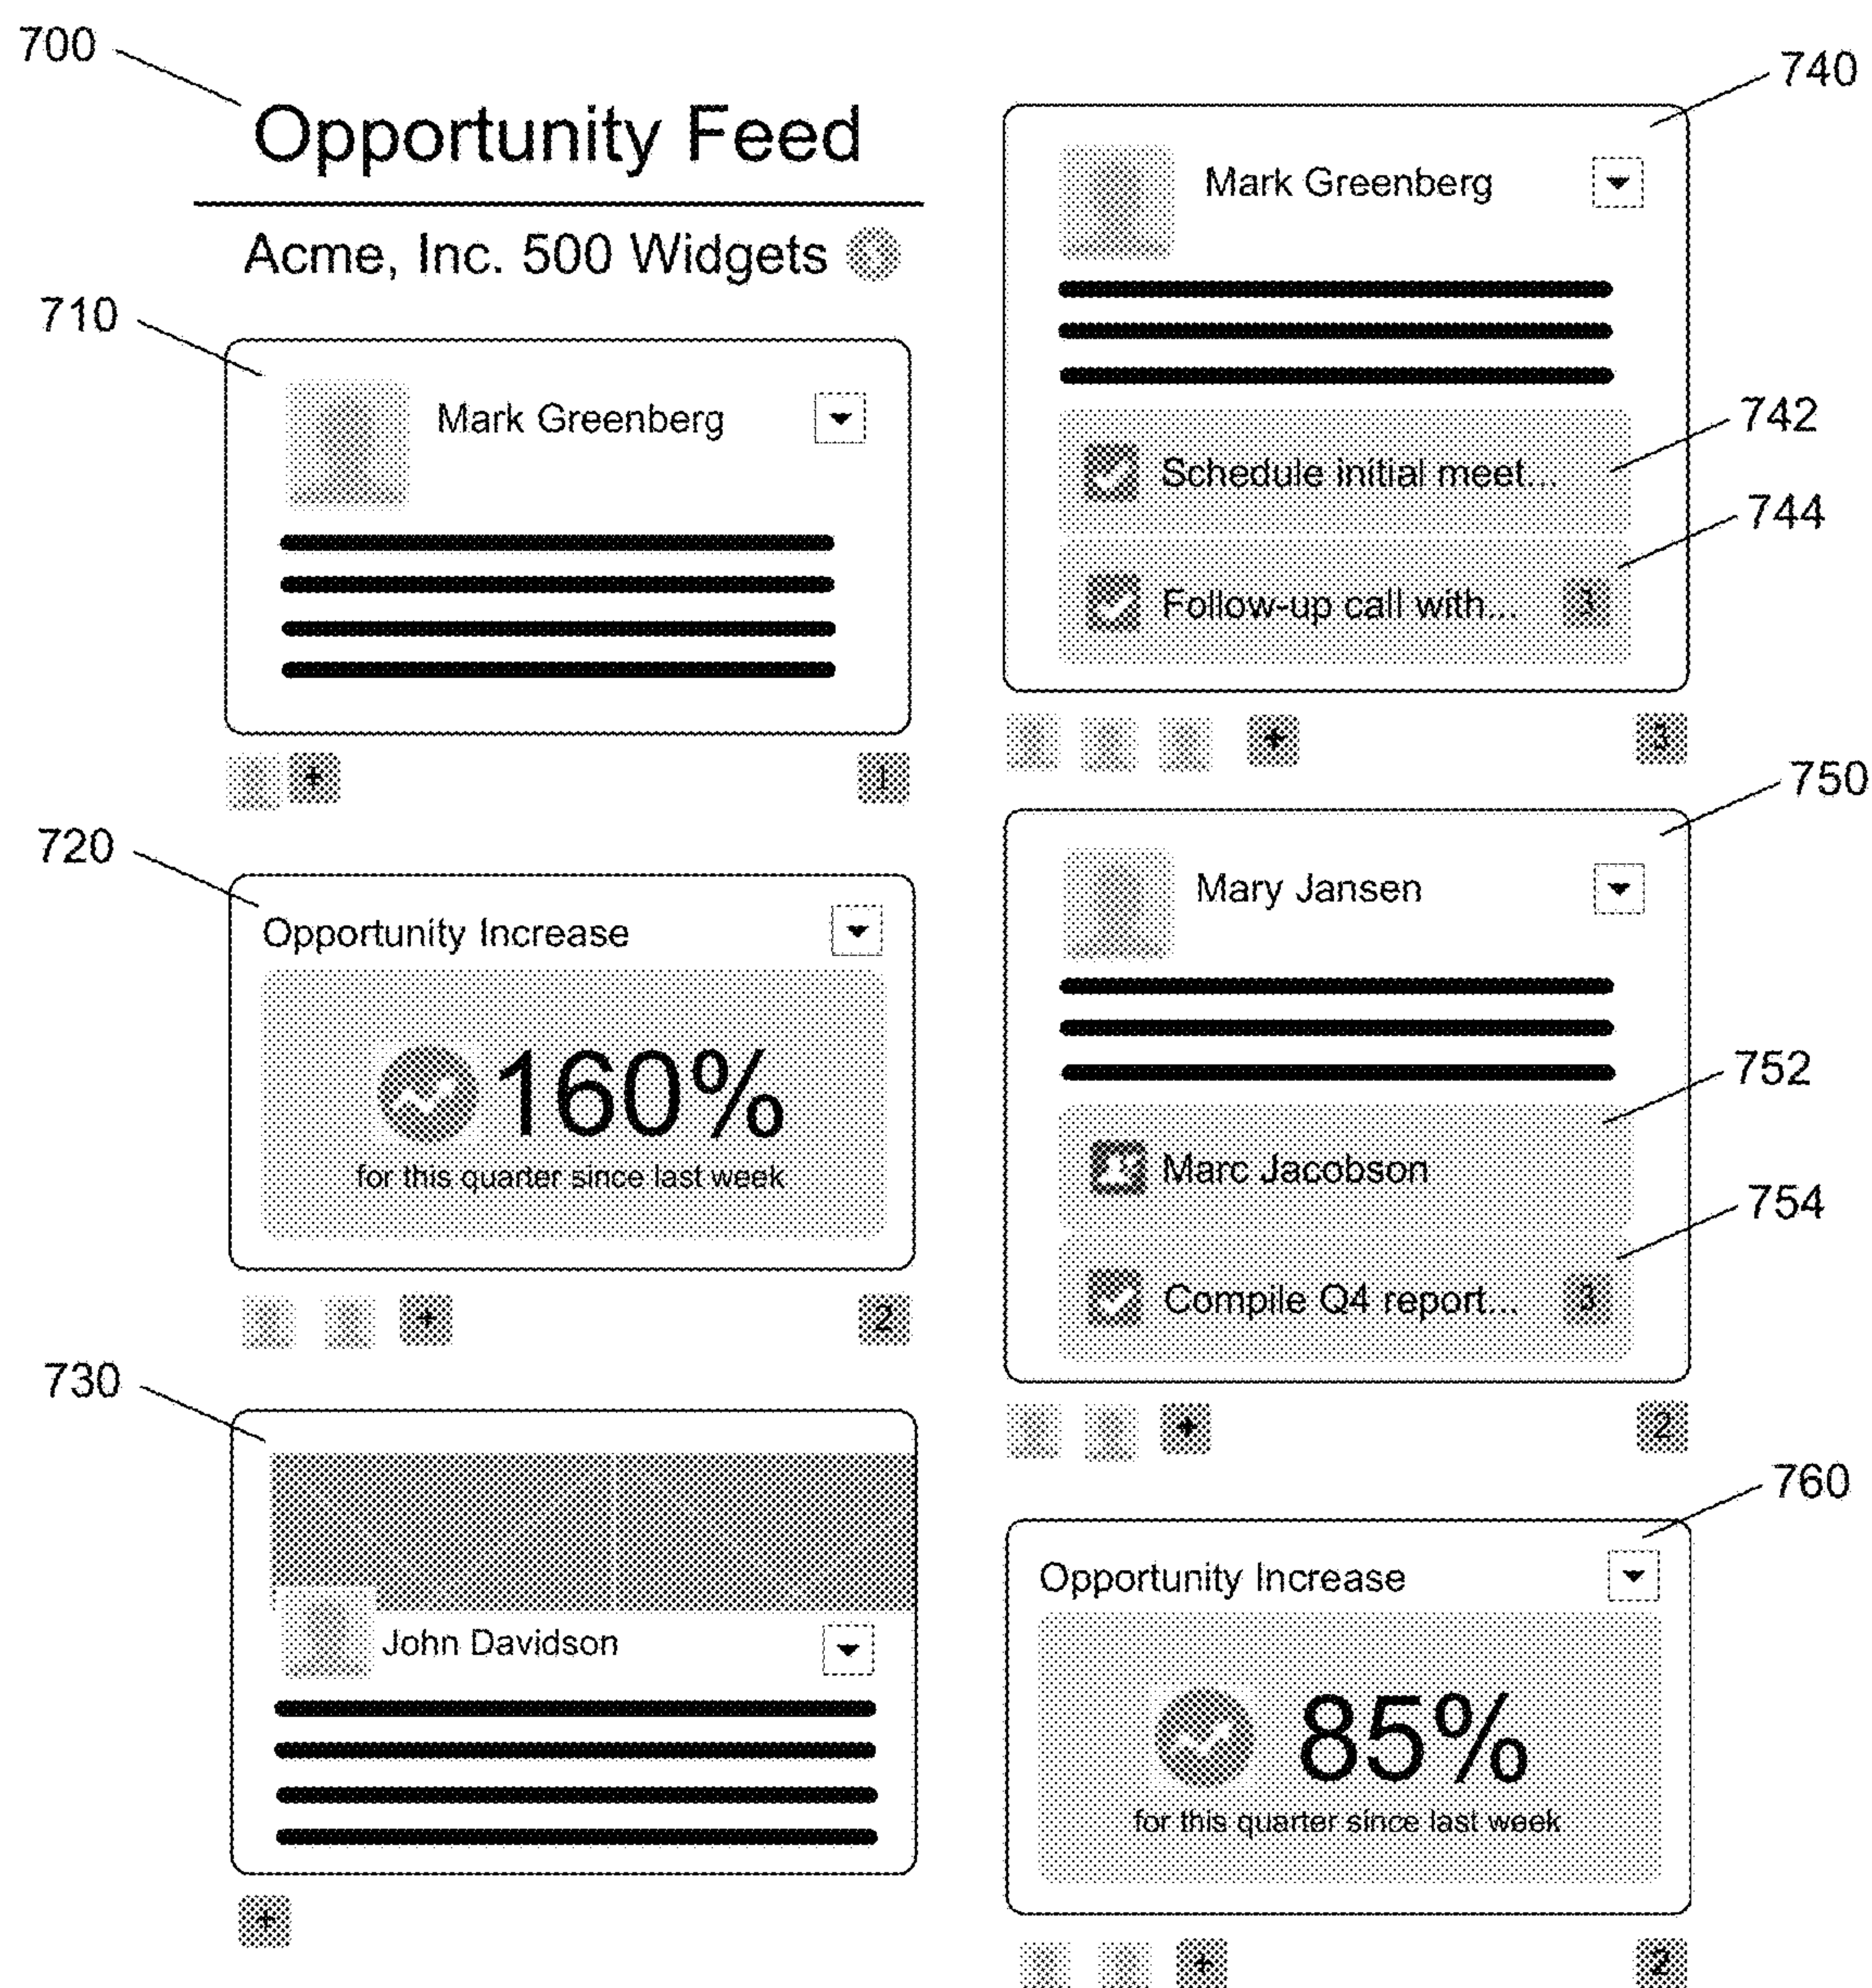 700
Opportunity Feed
Acme, Inc. 500 Widgets
710
Mark Greenberg
+
1
720
Opportunity Increase
160%
for this quarter since last week
+
2
730
John Davidson
+
740
Mark Greenberg
742
Schedule initial meet...
744
Follow-up call with...
3
+
3
750
Mary Jansen
752
Marc Jacobson
754
Compile Q4 report...
3
+
2
760
Opportunity Increase
85%
for this quarter since last week
+
2